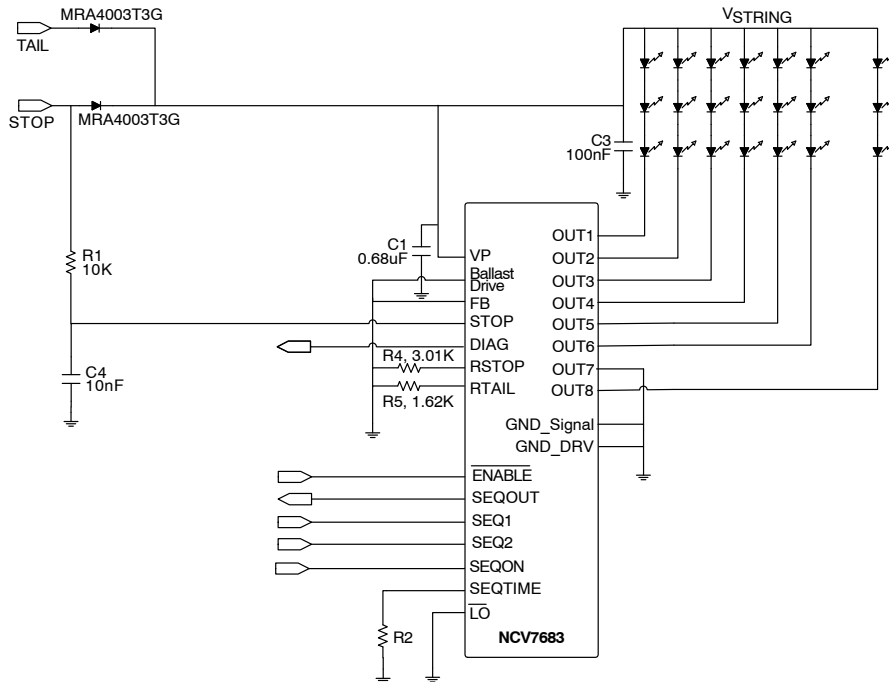 MRA4003T3G
TAIL
VSTRING
STOP
MRA4003T3G
C3
100nF
R1
10K
C1
0.68uF
VP
Ballast
Drive
FB
STOP
DIAG
R4, 3.01K
RSTOP
RTAIL
R5, 1.62K
C4
10nF
OUT1
OUT2
OUT3
OUT4
OUT5
OUT6
OUT7
OUT8
GND_Signal
GND_DRV
ENABLE
SEQOUT
SEQ1
SEQ2
SEQON
SEQTIME
LO
R2
NCV7683